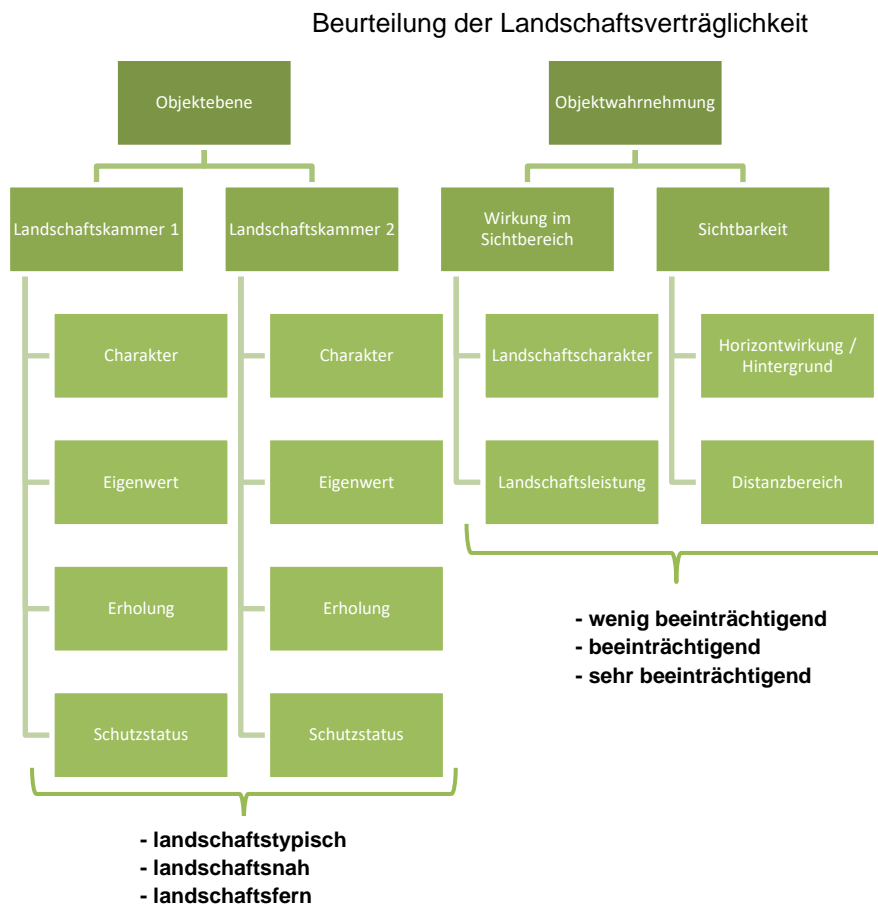 Beurteilung der Landschaftsverträglichkeit
Objektebene
Objektwahrnehmung
Landschaftskammer 1
Landschaftskammer 2
Wirkung im
Sichtbereich
Sichtbarkeit
Charakter
Charakter
Landschaftscharakter
Horizontwirkung /
Hintergrund
Eigenwert
Eigenwert
Landschaftsleistung
Distanzbereich
Erholung
Erholung
- wenig beeinträchtigend
- beeinträchtigend
- sehr beeinträchtigend
Schutzstatus
Schutzstatus
- landschaftstypisch
- landschaftsnah
- landschaftsfern